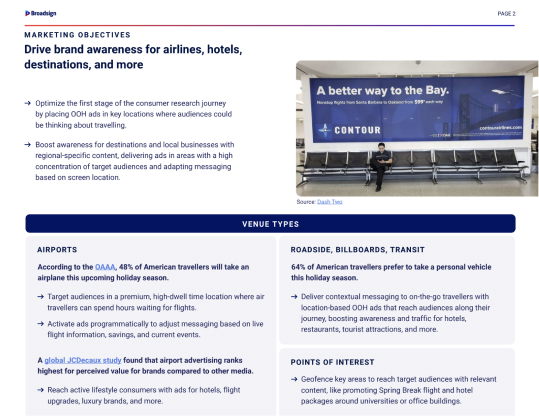 Broadsign
PAGE 2
MARKETING OBJECTIVES
Drive brand awareness for airlines, hotels,
destinations, and more
➔ Optimize the first stage of the consumer research journey
by placing OOH ads in key locations where audiences could
be thinking about travelling.
➔ Boost awareness for destinations and local businesses with
regional-specific content, delivering ads in areas with a high
concentration of target audiences and adapting messaging
based on screen location.
A better way to the Bay.
Nonstop flights from Santa Barbara to Oakland from $99* each way
CONTOUR
contourairlines.com
Source: Dash Two
VENUE TYPES
AIRPORTS
According to the OAAA, 48% of American travellers will take an
airplane this upcoming holiday season.
➔ Target audiences in a premium, high-dwell time location where air
travellers can spend hours waiting for flights.
➔ Activate ads programmatically to adjust messaging based on live
flight information, savings, and current events.
A global JCDecaux study found that airport advertising ranks
highest for perceived value for brands compared to other media.
➔ Reach active lifestyle consumers with ads for hotels, flight
upgrades, luxury brands, and more.
ROADSIDE, BILLBOARDS, TRANSIT
64% of American travellers prefer to take a personal vehicle
this holiday season.
➔ Deliver contextual messaging to on-the-go travellers with
location-based OOH ads that reach audiences along their
journey, boosting awareness and traffic for hotels,
restaurants, tourist attractions, and more.
POINTS OF INTEREST
➔ Geofence key areas to reach target audiences with relevant
content, like promoting Spring Break flight and hotel
packages around universities or office buildings.